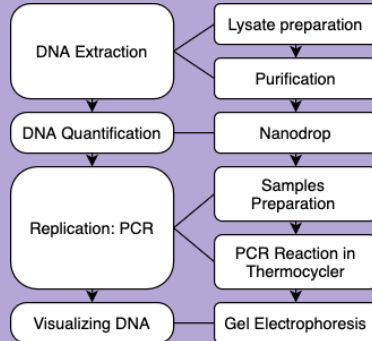 DNA Extraction
Lysate preparation
Purification
DNA Quantification
Nanodrop
Replication: PCR
Samples
Preparation
PCR Reaction in
Thermocycler
Visualizing DNA
Gel Electrophoresis